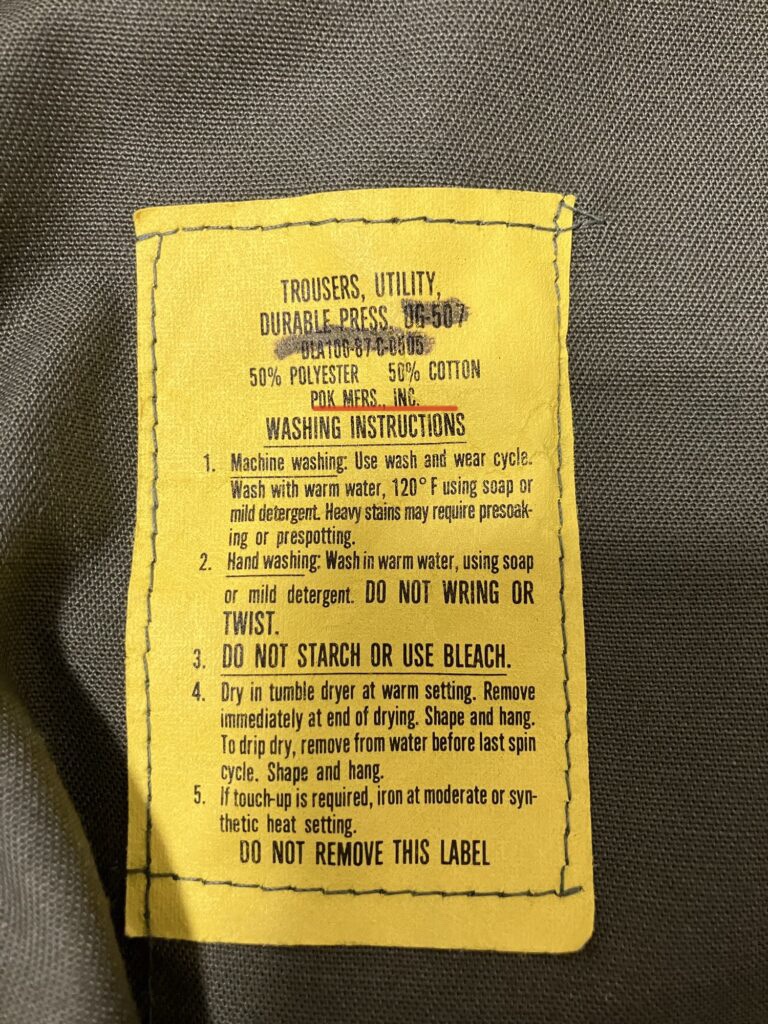 TROUSERS, UTILITY,
DURABLE PRESS, OG-507
DLA100-87-C-0505
50% POLYESTER 50% COTTON
POK MFRS., INC.
WASHING INSTRUCTIONS
1. Machine washing: Use wash and wear cycle.
Wash with warm water, 120° F using soap or
mild detergent. Heavy stains may require presoak-
ing or prespotting.
2. Hand washing: Wash in warm water, using soap
or mild detergent. DO NOT WRING OR
TWIST.
3. DO NOT STARCH OR USE BLEACH.
4. Dry in tumble dryer at warm setting. Remove
immediately at end of drying. Shape and hang.
To drip dry, remove from water before last spin
cycle. Shape and hang.
5. If touch-up is required, iron at moderate or syn-
thetic heat setting.
DO NOT REMOVE THIS LABEL